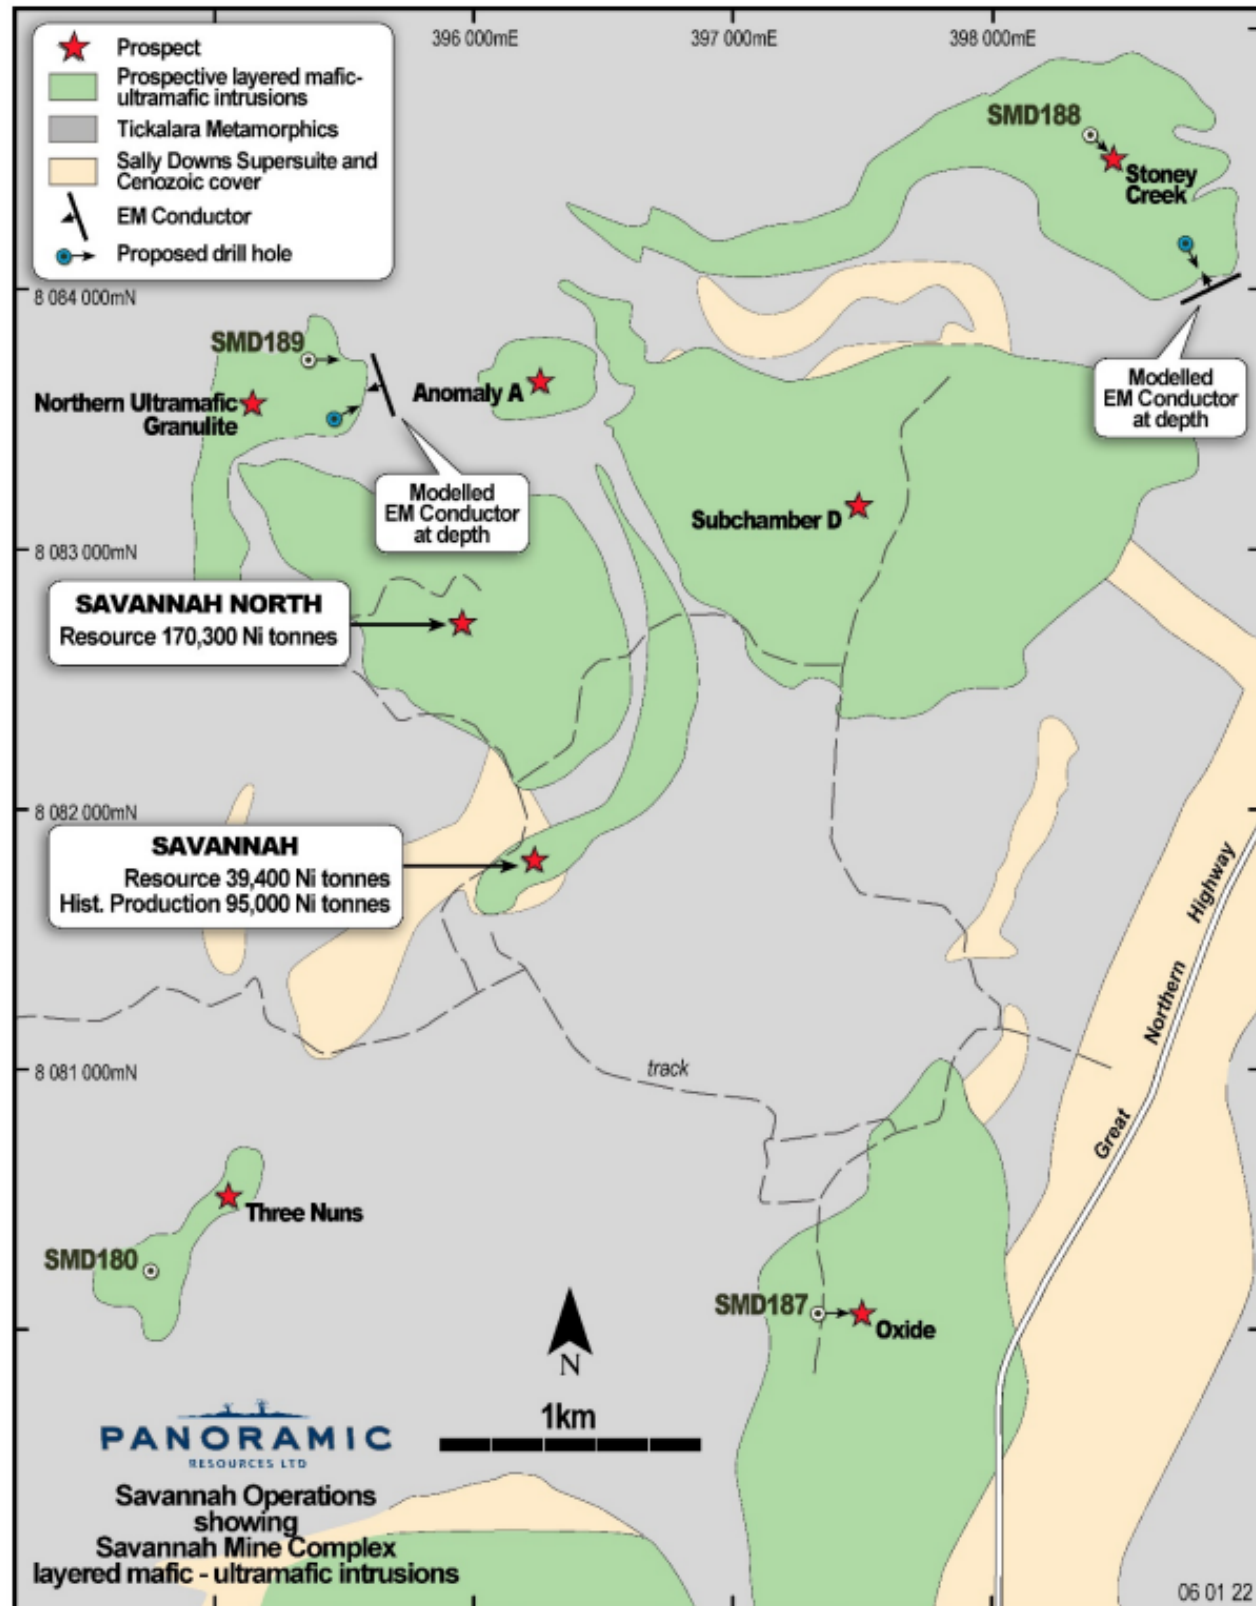 396 000mE
397 000mE
398 000mE
Prospect
Prospective layered mafic-
ultramafic intrusions
Tickalara Metamorphics
Sally Downs Supersuite and
Cenozoic cover
EM Conductor
Proposed drill hole
SMD188
Stoney
Creek
8 084 000mN
SMD189
Northern Ultramafic
Granulite
Anomaly A
Modelled
EM Conductor
at depth
Modelled
EM Conductor
at depth
Subchamber D
8 083 000mN
SAVANNAH NORTH
Resource 170,300 Ni tonnes
8 082 000mN
SAVANNAH
Resource 39,400 Ni tonnes
Hist. Production 95,000 Ni tonnes
Great Northern Highway
8 081 000mN
track
Three Nuns
SMD180
SMD187
Oxide
N
1km
PANORAMIC
RESOURCES LTD
Savannah Operations
showing
Savannah Mine Complex
layered mafic - ultramafic intrusions
06 01 22